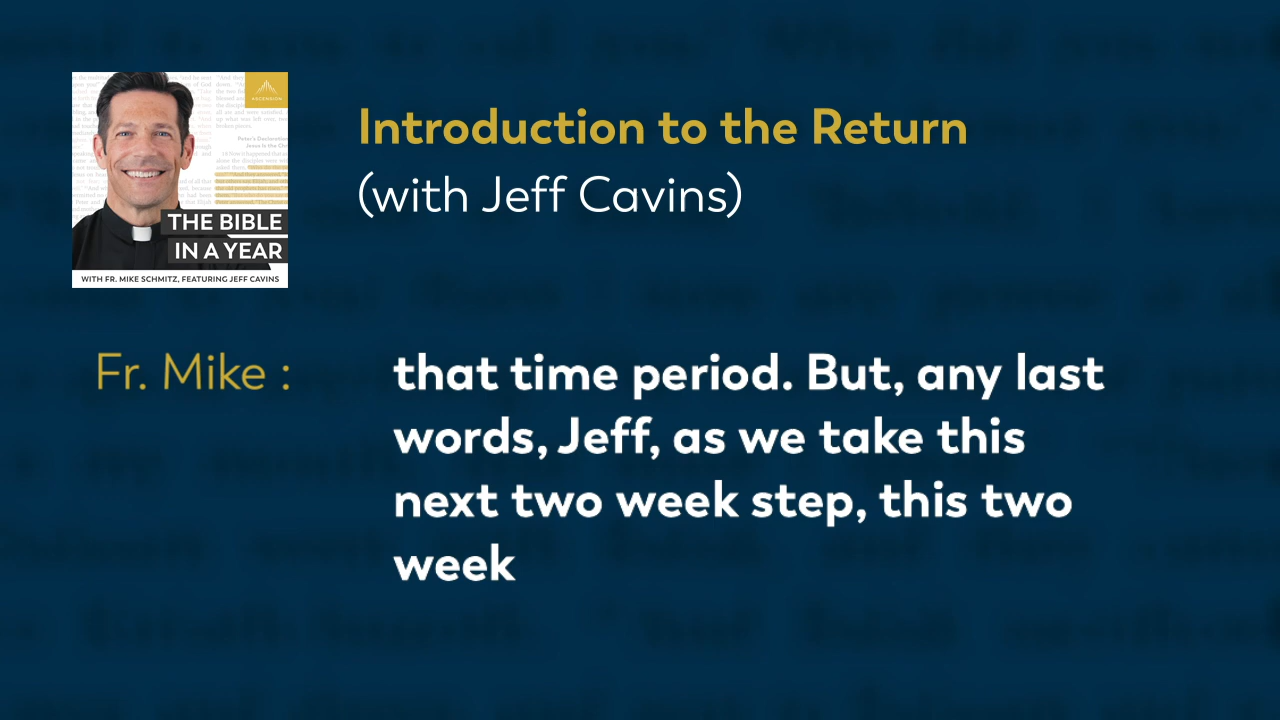 Introduction to the Return
(with Jeff Cavins)
ASCENSION
THE BIBLE
IN A YEAR
WITH FR. MIKE SCHMITZ, FEATURING JEFF CAVINS
Fr. Mike :
that time period. But, any last
words, Jeff, as we take this
next two week step, this two
week